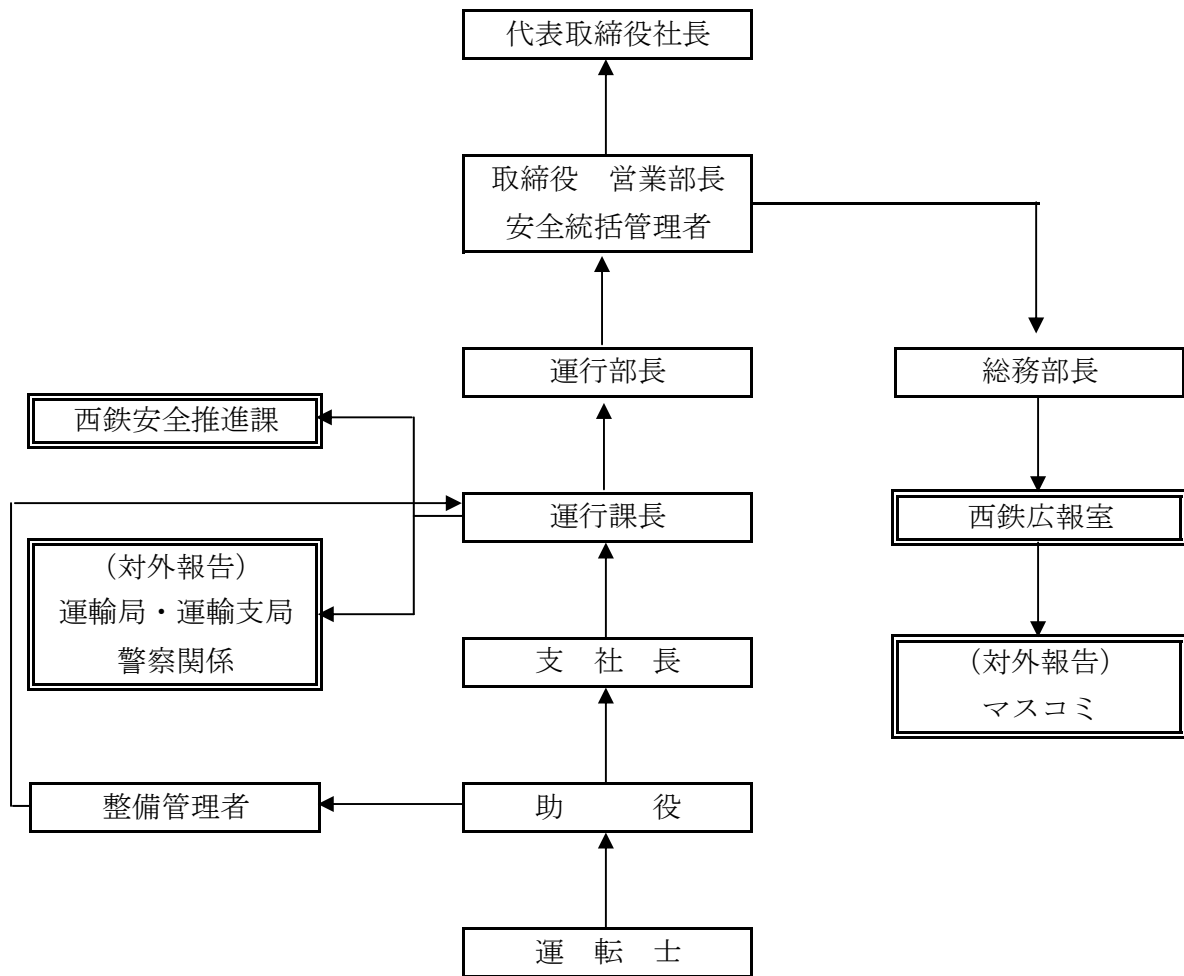 代表取締役社長
取締役　営業部長
安全統括管理者
運行部長
総務部長
西鉄安全推進課
運行課長
西鉄広報室
（対外報告）
運輸局・運輸支局
警察関係
支　社　長
（対外報告）
マスコミ
整備管理者
助　　　役
運　転　士